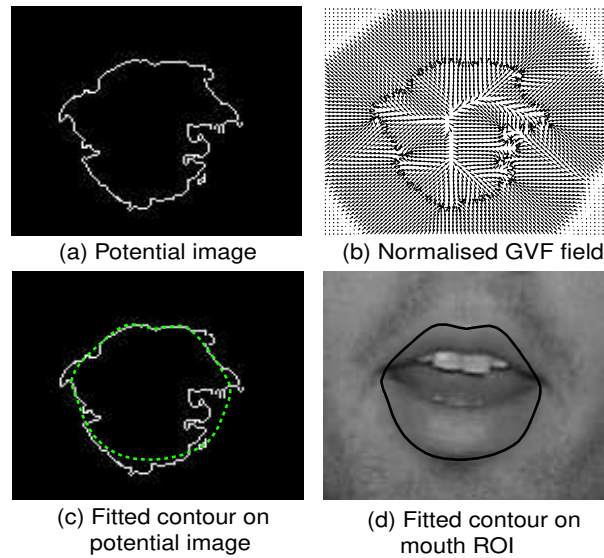 (a) Potential image
(b) Normalised GVF field
(c) Fitted contour on
potential image
(d) Fitted contour on
mouth ROI